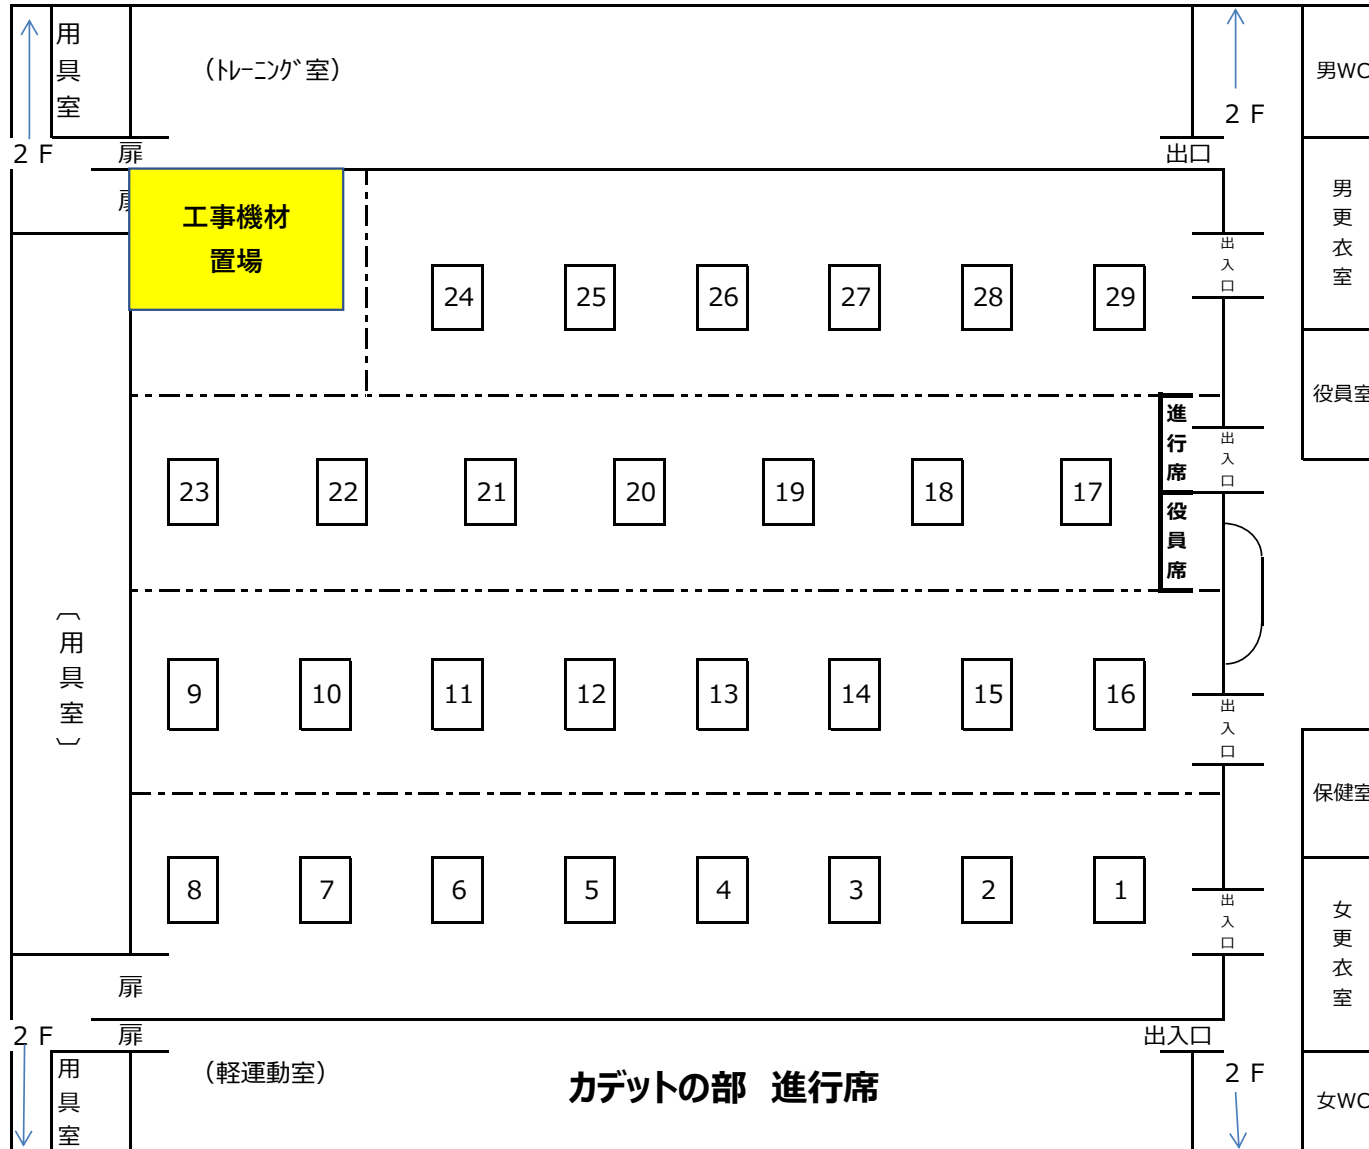 用具室
(ﾄﾚｰﾆﾝｸﾞ室)
男WC
2F
2F
扉
出口
扉
工事機材
置場
男更衣室
出入口
24 25 26 27 28 29
役員室
進行席
出入口
23 22 21 20 19 18 17
役員席
〔用具室〕
9 10 11 12 13 14 15 16
出入口
保健室
8 7 6 5 4 3 2 1
出入口
女更衣室
扉
2F
扉
出入口
用具室
(軽運動室)
カデットの部 進行席
2F
女WC